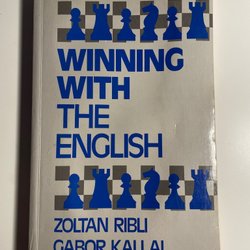 WINNING
WITH
THE
ENGLISH
ZOLTAN RIBLI
GABOR KALLAI